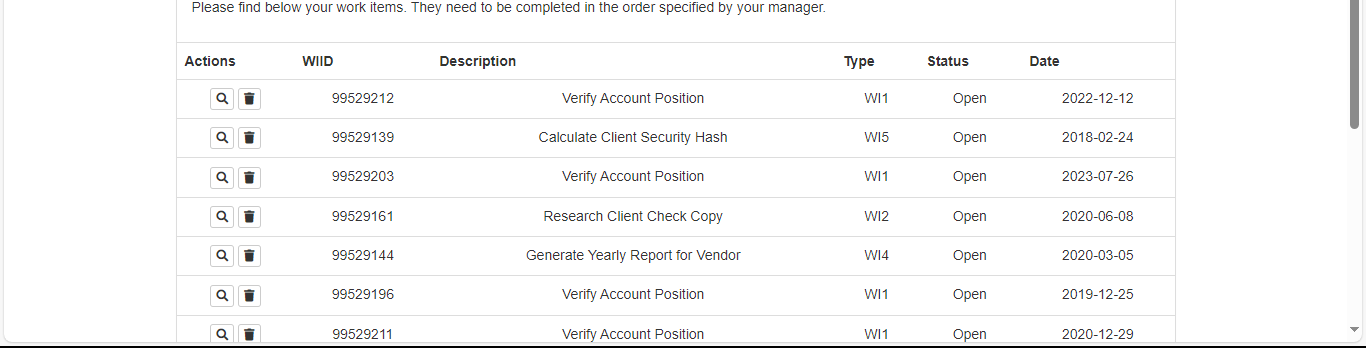 Please find below your work items. They need to be completed in the order specified by your manager.
Actions WIID Description Type Status Date
99529212 Verify Account Position WI1 Open 2022-12-12
99529139 Calculate Client Security Hash WI5 Open 2018-02-24
99529203 Verify Account Position WI1 Open 2023-07-26
99529161 Research Client Check Copy WI2 Open 2020-06-08
99529144 Generate Yearly Report for Vendor WI4 Open 2020-03-05
99529196 Verify Account Position WI1 Open 2019-12-25
99529211 Verify Account Position WI1 Open 2020-12-29